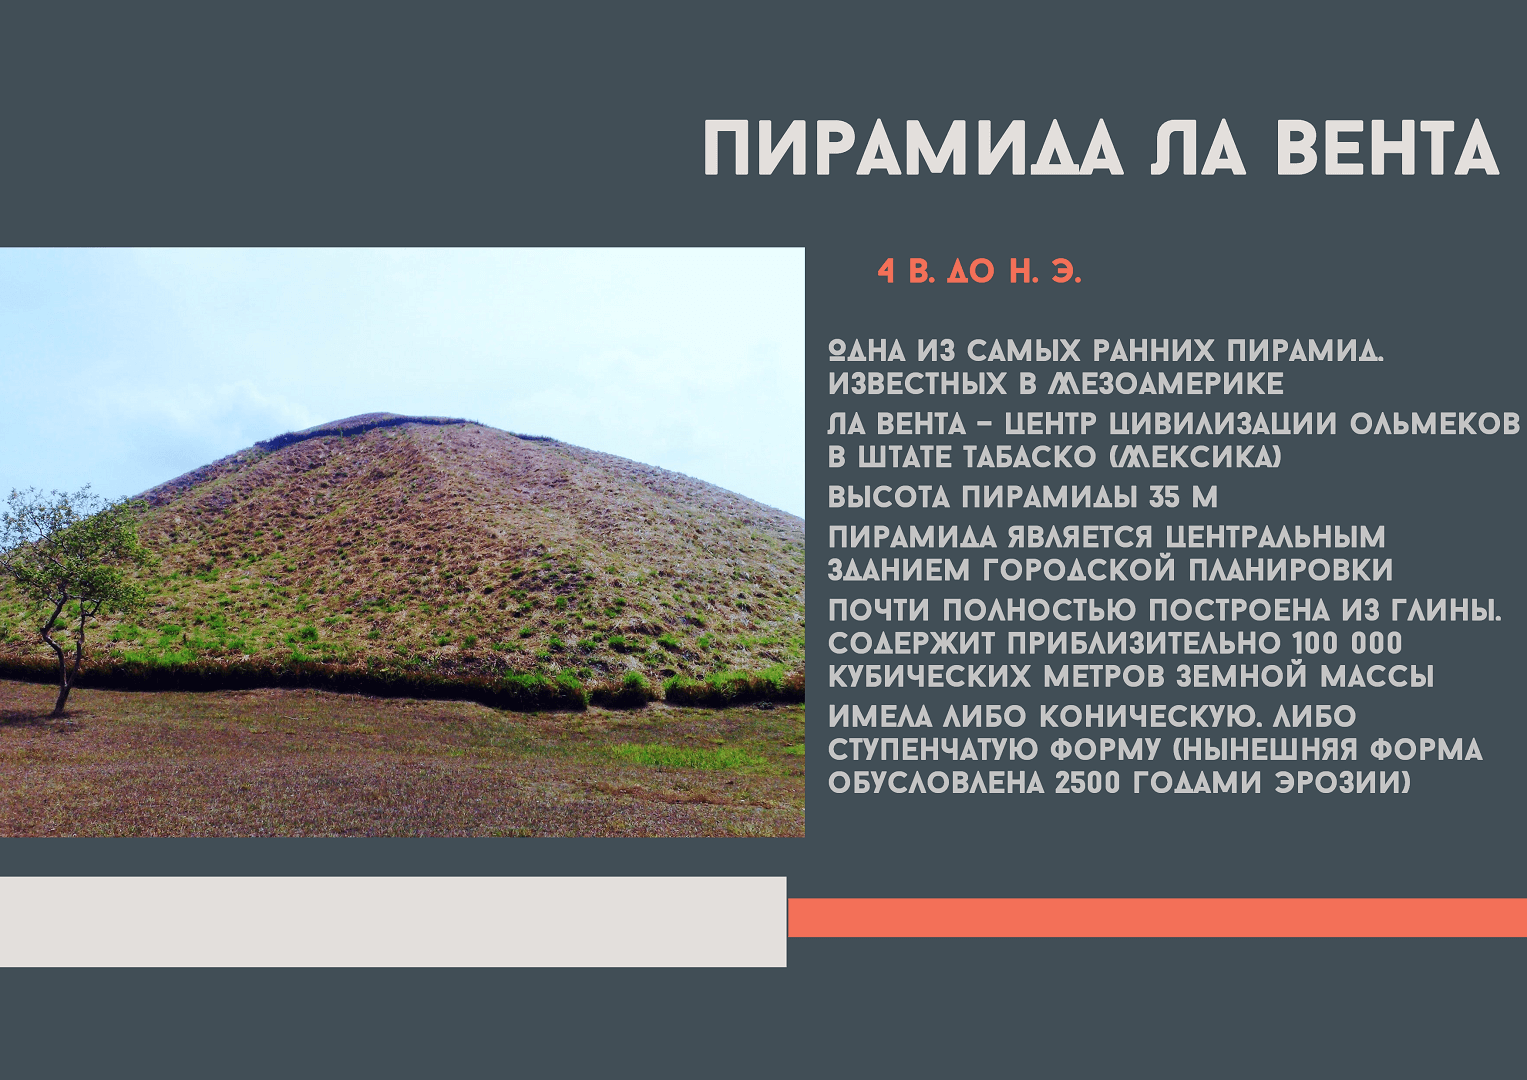 ПИРАМИДА ЛА ВЕНТА
4 В. ДО Н. Э.
ОДНА ИЗ САМЫХ РАННИХ ПИРАМИД.
ИЗВЕСТНЫХ В МЕЗОАМЕРИКЕ
ЛА ВЕНТА – ЦЕНТР ЦИВИЛИЗАЦИИ ОЛЬМЕКОВ
В ШТАТЕ ТАБАСКО (МЕКСИКА)
ВЫСОТА ПИРАМИДЫ 35 М
ПИРАМИДА ЯВЛЯЕТСЯ ЦЕНТРАЛЬНЫМ
ЗДАНИЕМ ГОРОДСКОЙ ПЛАНИРОВКИ
ПОЧТИ ПОЛНОСТЬЮ ПОСТРОЕНА ИЗ ГЛИНЫ.
СОДЕРЖИТ ПРИБЛИЗИТЕЛЬНО 100 000
КУБИЧЕСКИХ МЕТРОВ ЗЕМНОЙ МАССЫ
ИМЕЛА ЛИБО КОНИЧЕСКУЮ. ЛИБО
СТУПЕНЧАТУЮ ФОРМУ (НЫНЕШНЯЯ ФОРМА
ОБУСЛОВЛЕНА 2500 ГОДАМИ ЭРОЗИИ)